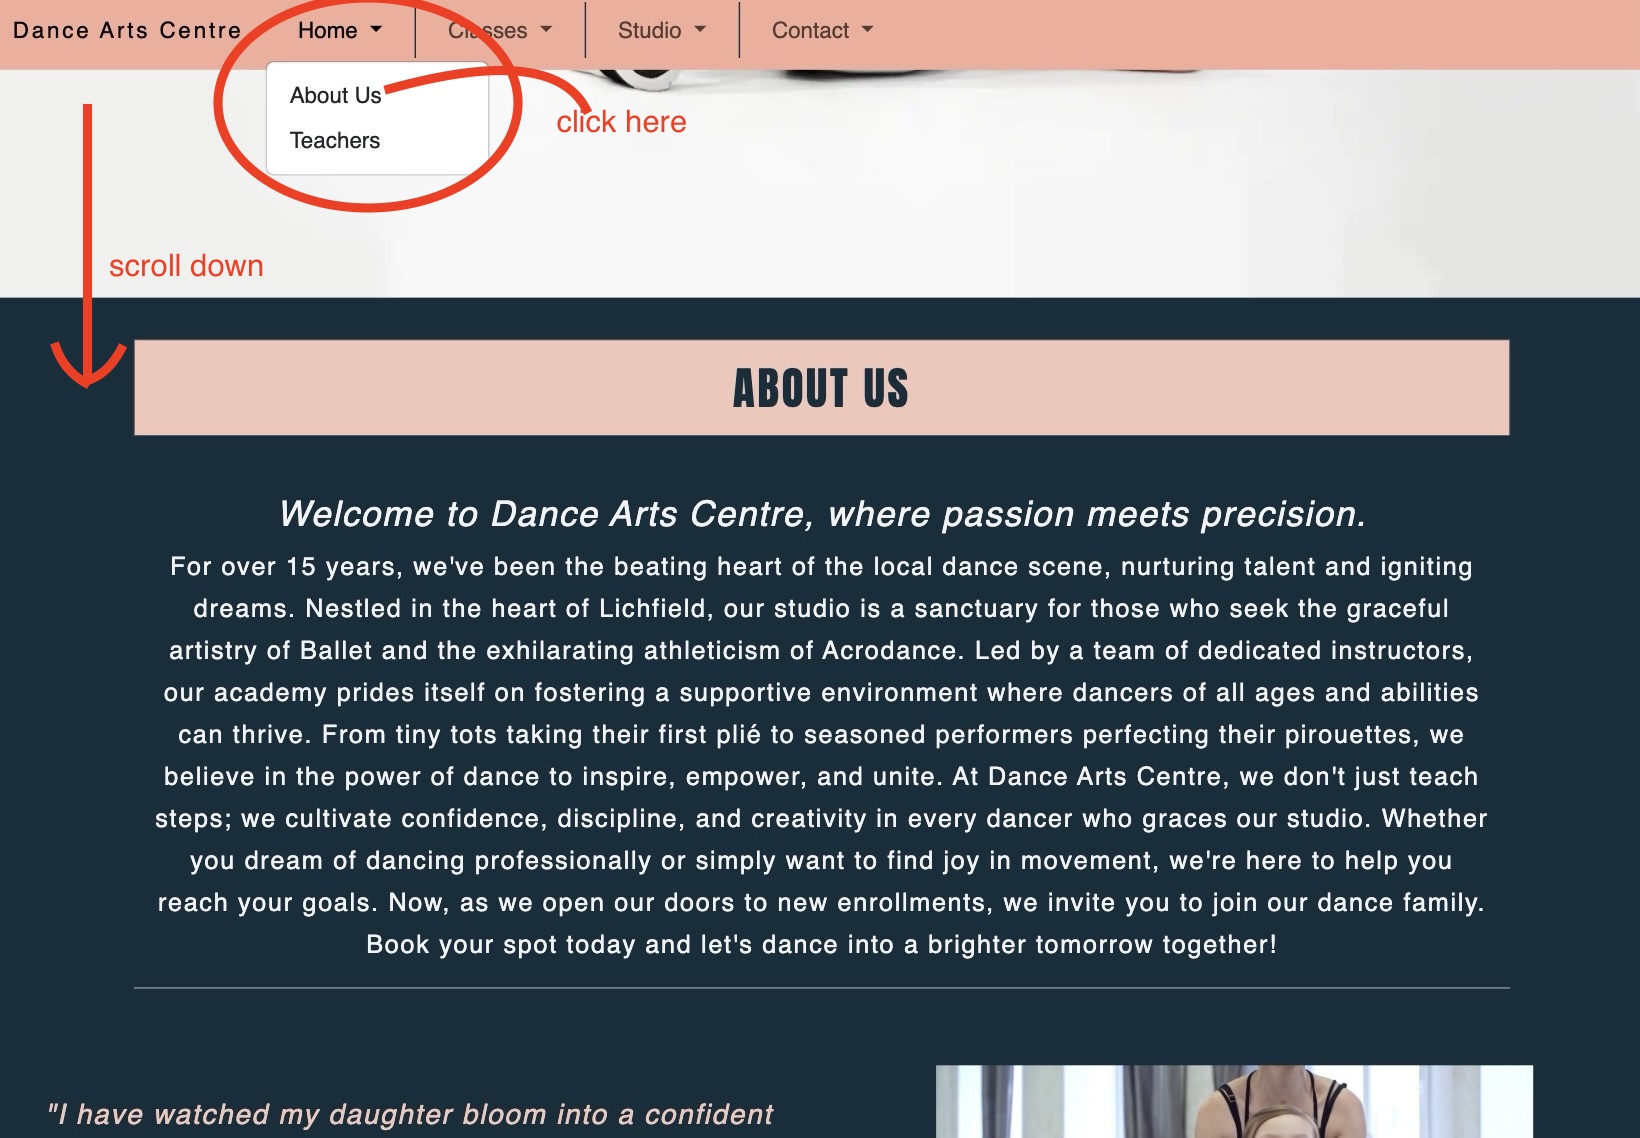 Dance Arts Centre Home Classes Studio Contact
About Us
click here
Teachers
scroll down
ABOUT US
Welcome to Dance Arts Centre, where passion meets precision.
For over 15 years, we've been the beating heart of the local dance scene, nurturing talent and igniting
dreams. Nestled in the heart of Lichfield, our studio is a sanctuary for those who seek the graceful
artistry of Ballet and the exhilarating athleticism of Acrodance. Led by a team of dedicated instructors,
our academy prides itself on fostering a supportive environment where dancers of all ages and abilities
can thrive. From tiny tots taking their first plié to seasoned performers perfecting their pirouettes, we
believe in the power of dance to inspire, empower, and unite. At Dance Arts Centre, we don't just teach
steps; we cultivate confidence, discipline, and creativity in every dancer who graces our studio. Whether
you dream of dancing professionally or simply want to find joy in movement, we're here to help you
reach your goals. Now, as we open our doors to new enrollments, we invite you to join our dance family.
Book your spot today and let's dance into a brighter tomorrow together!
"I have watched my daughter bloom into a confident